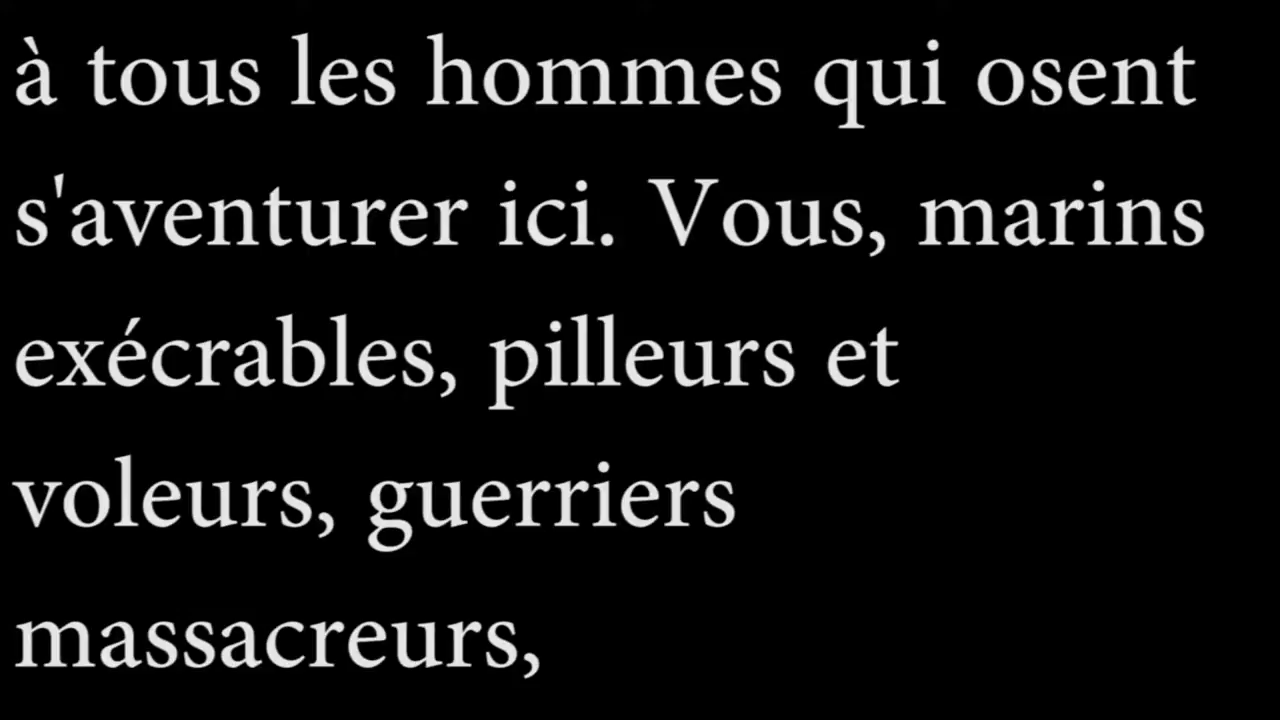 à tous les hommes qui osent
s'aventurer ici. Vous, marins
exécrables, pilleurs et
voleurs, guerriers
massacreurs,